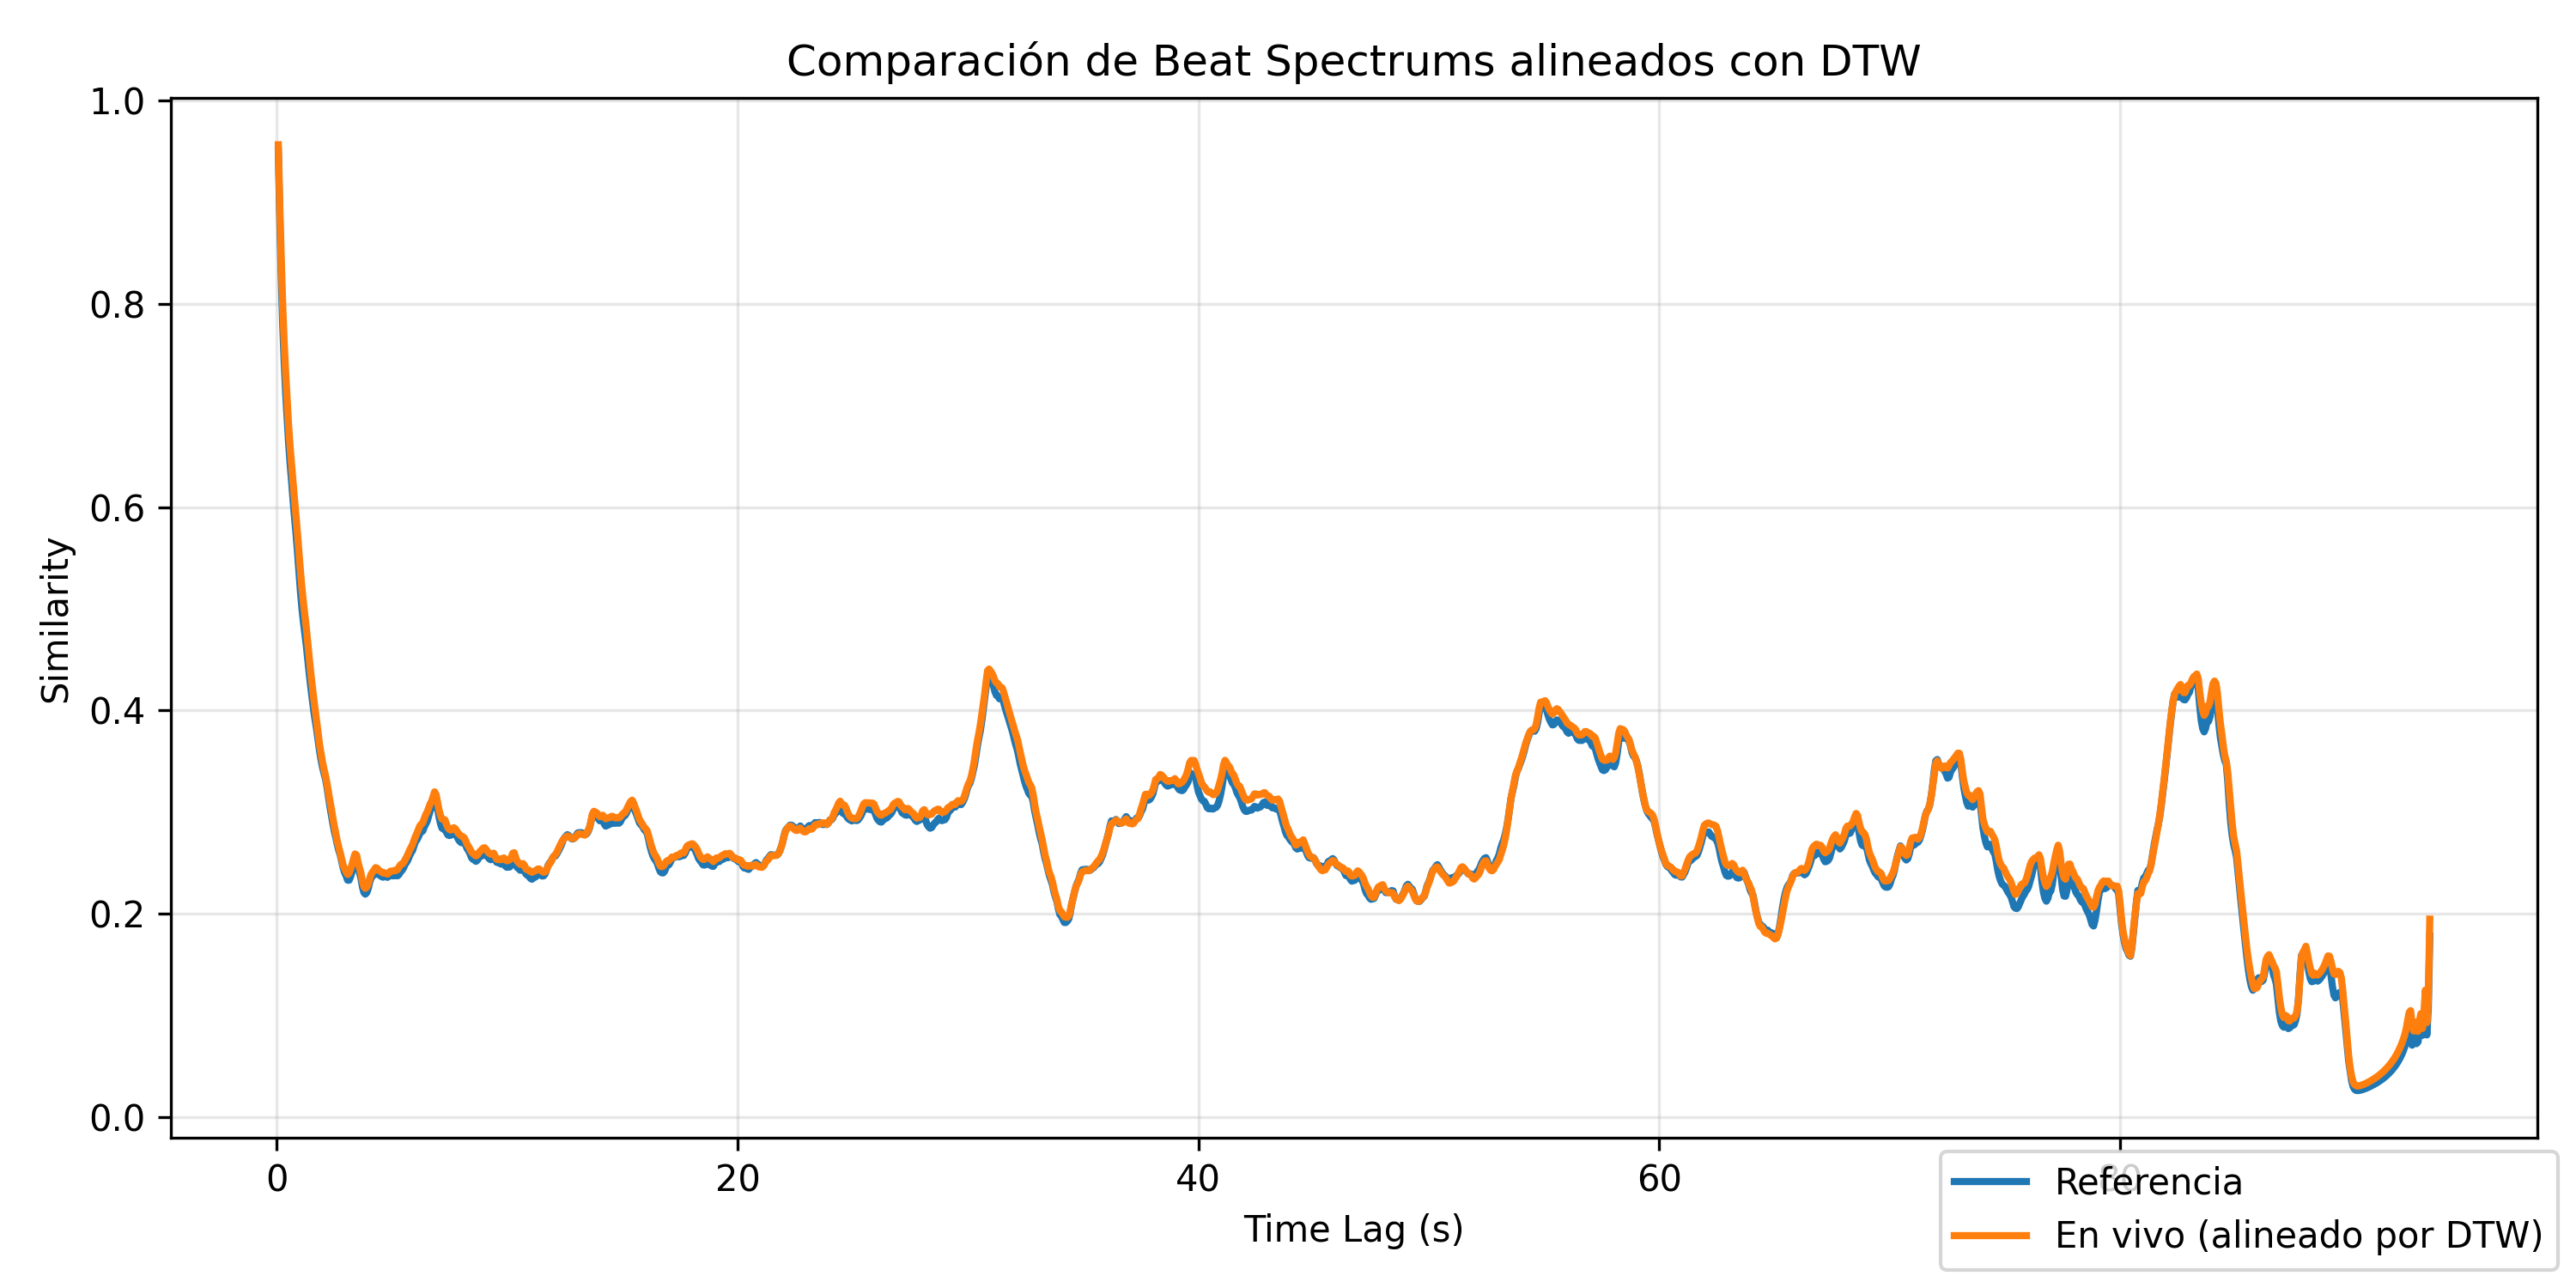 Comparación de Beat Spectrums alineados con DTW
1.0
0.8
0.6
0.4
0.2
0.0
Similarity
0 20 40 60 80
Time Lag (s)
Referencia
En vivo (alineado por DTW)